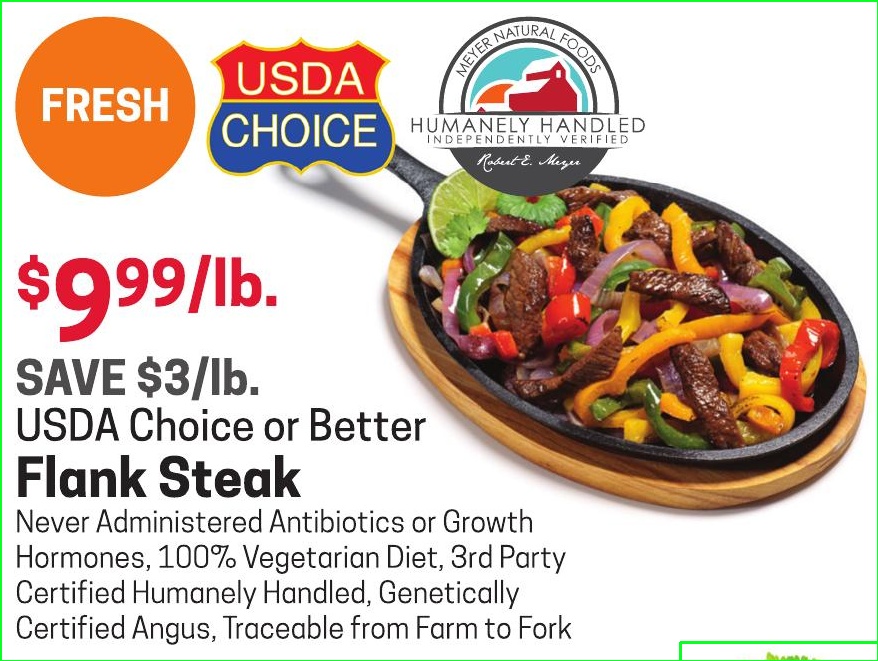 FRESH
USDA
CHOICE
MEYER NATURAL FOODS
HUMANELY HANDLED
INDEPENDENTLY VERIFIED
Robert E. Meyer
$9.99/lb.
SAVE $3/lb.
USDA Choice or Better
Flank Steak
Never Administered Antibiotics or Growth
Hormones, 100% Vegetarian Diet, 3rd Party
Certified Humanely Handled, Genetically
Certified Angus, Traceable from Farm to Fork